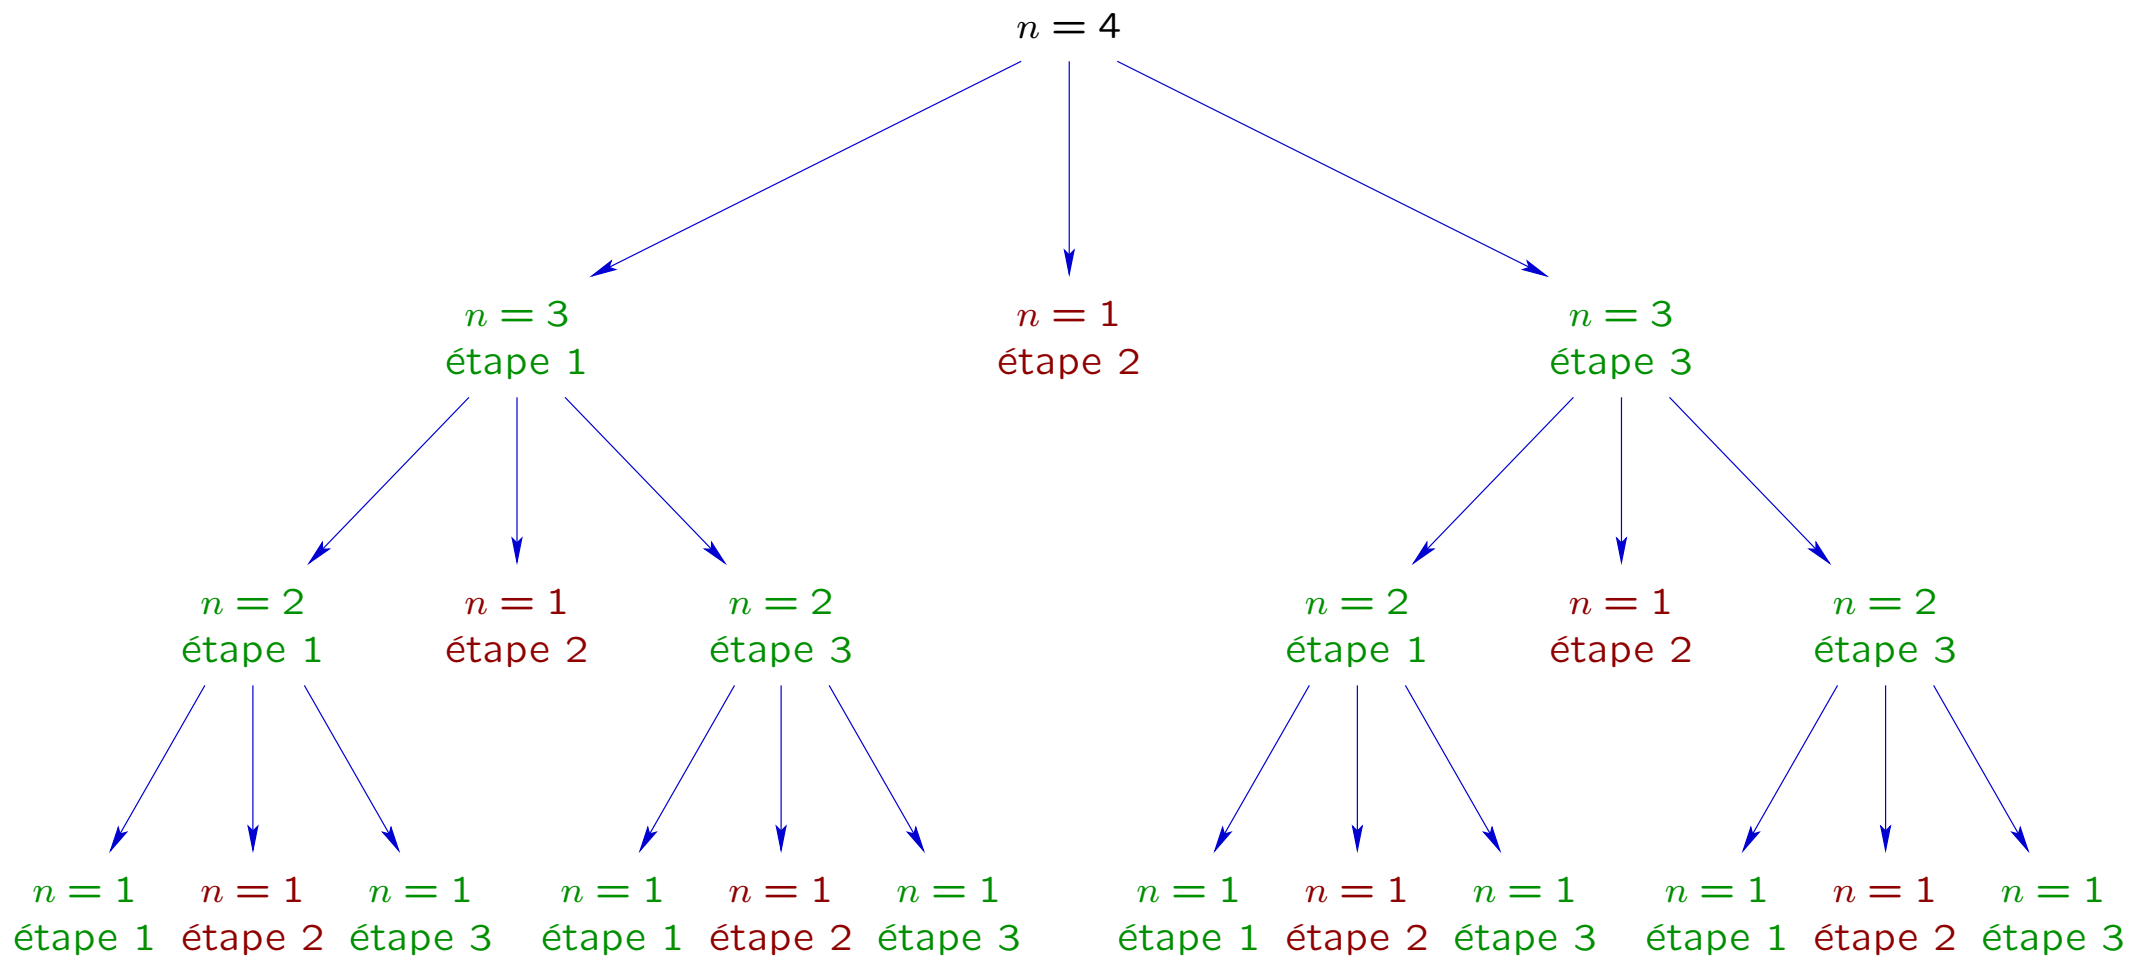 n = 4
n = 3 n = 1 n = 3
étape 1 étape 2 étape 3
n = 2 n = 1 n = 2 n = 2 n = 1 n = 2
étape 1 étape 2 étape 3 étape 1 étape 2 étape 3
n = 1 n = 1 n = 1 n = 1 n = 1 n = 1 n = 1 n = 1 n = 1 n = 1 n = 1 n = 1
étape 1 étape 2 étape 3 étape 1 étape 2 étape 3 étape 1 étape 2 étape 3 étape 1 étape 2 étape 3